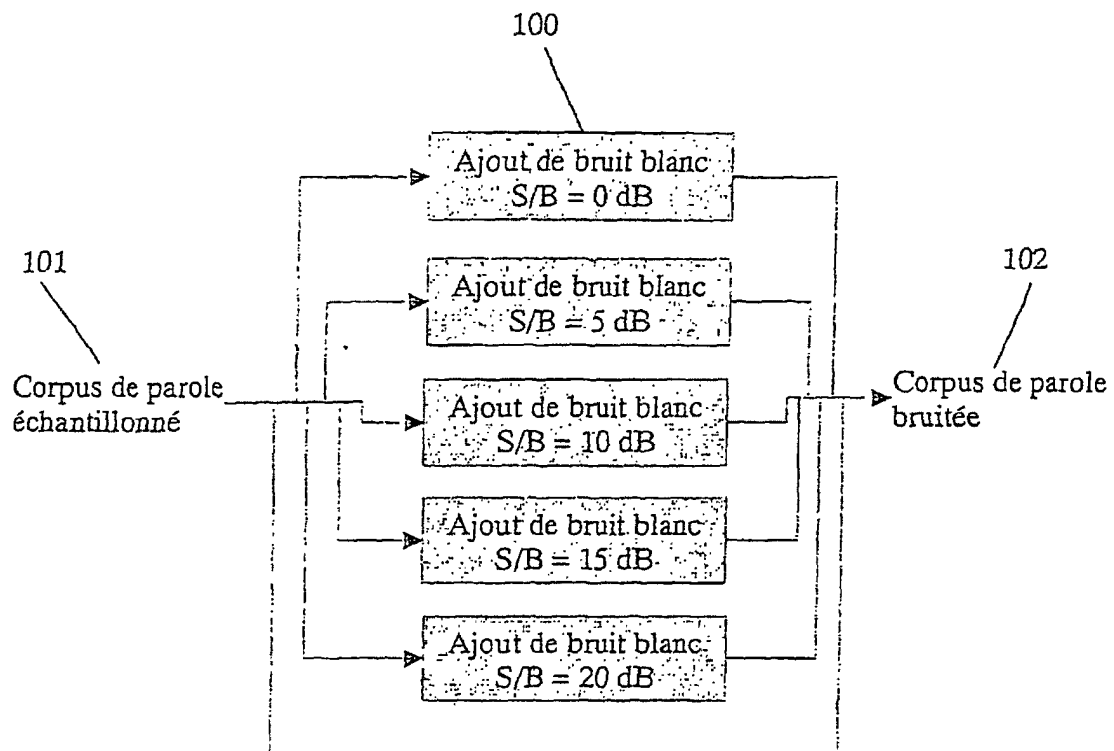 100
Ajout de bruit blanc
S/B = 0 dB
101
Ajout de bruit blanc
S/B = 5 dB
102
Corpus de parole
échantillonné
Ajout de bruit blanc
S/B = 10 dB
Corpus de parole
bruitée
Ajout de bruit blanc
S/B = 15 dB
Ajout de bruit blanc
S/B = 20 dB